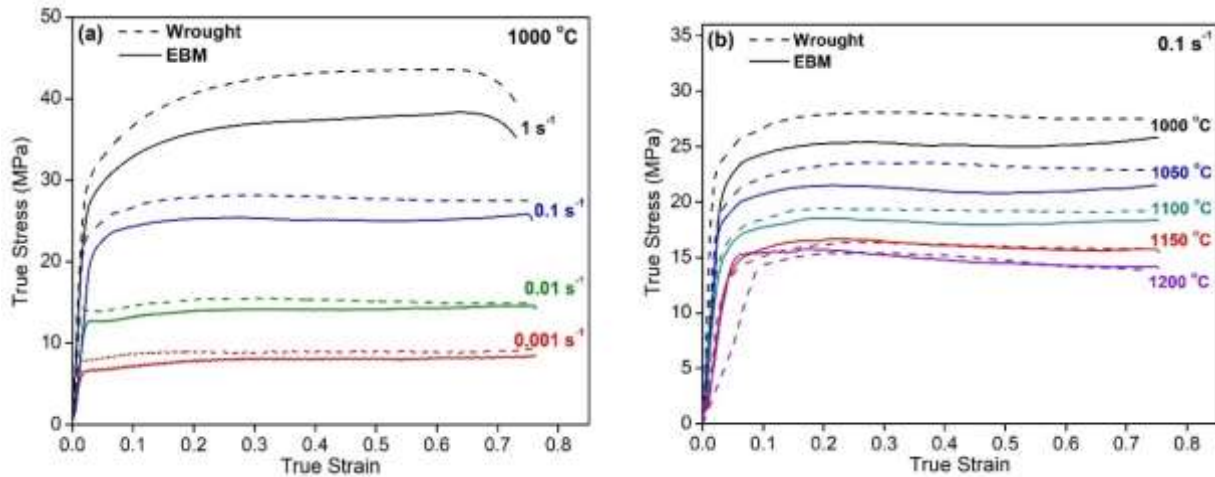 (a)
Wrought
EBM
1000 °C
1 s⁻¹
0.1 s⁻¹
0.01 s⁻¹
0.001 s⁻¹
50
40
30
20
10
0
0.0 0.1 0.2 0.3 0.4 0.5 0.6 0.7 0.8
True Stress (MPa)
True Strain
(b)
Wrought
EBM
0.1 s⁻¹
1000 °C
1050 °C
1100 °C
1150 °C
1200 °C
35
30
25
20
15
10
5
0
0.0 0.1 0.2 0.3 0.4 0.5 0.6 0.7 0.8
True Stress (MPa)
True Strain